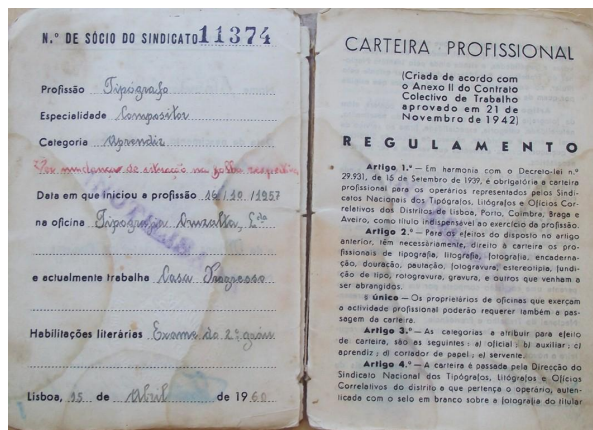 N.º DE SÓCIO DO SINDICATO 11374
Profissão Tipógrafo
Especialidade Compositor
Categoria Aprendiz
Ver mudança de situação na folha respectiva
Data em que iniciou a profissão 16/10/1957
na oficina Tipografia L.da
e actualmente trabalha Casa Progresso
Habilitações literárias Exame do 2.º grau
Lisboa, 15 de Abril de 1960
CARTEIRA PROFISSIONAL
(Criada de acordo com
o Anexo II do Contrato
Colectivo de Trabalho
aprovado em 21 de
Novembro de 1942)
REGULAMENTO
Artigo 1.º — Em harmonia com o Decreto-lei n.º
29.931, de 15 de Setembro de 1939, é obrigatória a carteira
profissional para os operários representados pelos Sindi-
catos Nacionais dos Tipógrafos, Litógrafos e Ofícios Cor-
relativos dos Distritos de Lisboa, Porto, Coimbra, Braga e
Aveiro, como título indispensável ao exercício da profissão.
Artigo 2.º — Para os efeitos do disposto no artigo
anterior, têm necessàriamente, direito à carteira os pro-
fissionais de tipografia, litografia, fotografia, encaderna-
ção, douração, pautação, fotogravura, estereotipia, fundi-
ção de tipo, rotogravura, gravura, e outros que venham a
ser abrangidos.
§ único — Os proprietários de oficinas que exerçam
a actividade profissional poderão requerer também a pas-
sagem da carteira.
Artigo 3.º — As categorias a atribuir para efeito
de carteira, são as seguintes: a) oficial; b) auxiliar; c)
aprendiz; d) cortador de papel; e) servente.
Artigo 4.º — A carteira é passada pela Direcção do
Sindicato Nacional dos Tipógrafos, Litógrafos e Ofícios
Correlativos do distrito a que pertença o operário, auten-
ticada com o selo em branco sobre a fotografia do titular